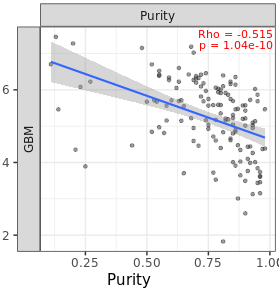 Purity
Rho = -0.515
p = 1.04e-10
GBM
6
4
2
0.25 0.50 0.75 1.00
Purity